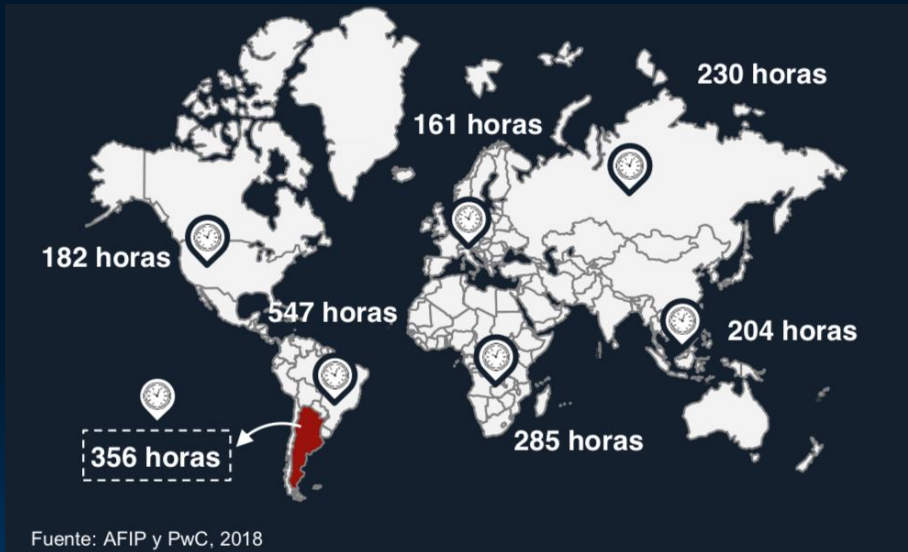 230 horas
161 horas
182 horas
547 horas
204 horas
285 horas
356 horas
Fuente: AFIP y PwC, 2018